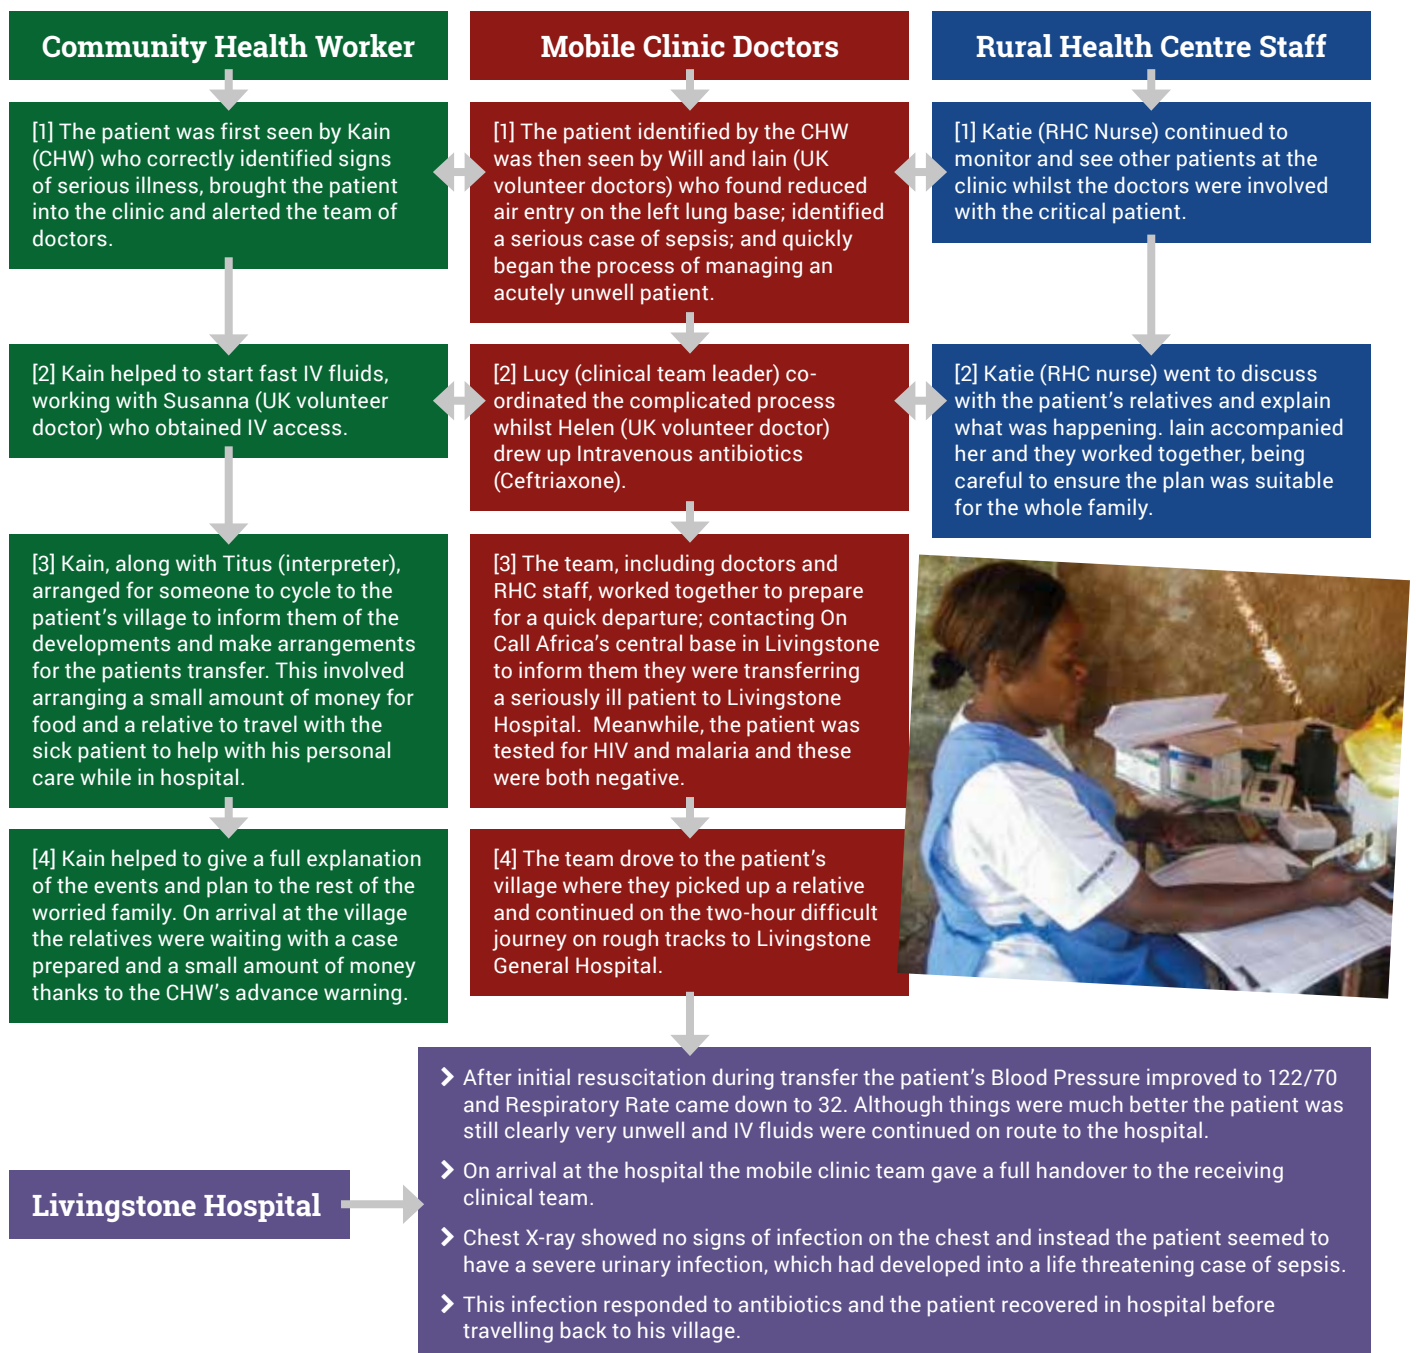 Community Health Worker
[1] The patient was first seen by Kain
(CHW) who correctly identified signs
of serious illness, brought the patient
into the clinic and alerted the team of
doctors.
[2] Kain helped to start fast IV fluids,
working with Susanna (UK volunteer
doctor) who obtained IV access.
[3] Kain, along with Titus (interpreter),
arranged for someone to cycle to the
patient’s village to inform them of the
developments and make arrangements
for the patients transfer. This involved
arranging a small amount of money for
food and a relative to travel with the
sick patient to help with his personal
care while in hospital.
[4] Kain helped to give a full explanation
of the events and plan to the rest of the
worried family. On arrival at the village
the relatives were waiting with a case
prepared and a small amount of money
thanks to the CHW’s advance warning.
Mobile Clinic Doctors
[1] The patient identified by the CHW
was then seen by Will and Iain (UK
volunteer doctors) who found reduced
air entry on the left lung base; identified
a serious case of sepsis; and quickly
began the process of managing an
acutely unwell patient.
[2] Lucy (clinical team leader) co-
ordinated the complicated process
whilst Helen (UK volunteer doctor)
drew up Intravenous antibiotics
(Ceftriaxone).
[3] The team, including doctors and
RHC staff, worked together to prepare
for a quick departure; contacting On
Call Africa’s central base in Livingstone
to inform them they were transferring
a seriously ill patient to Livingstone
Hospital. Meanwhile, the patient was
tested for HIV and malaria and these
were both negative.
[4] The team drove to the patient’s
village where they picked up a relative
and continued on the two-hour difficult
journey on rough tracks to Livingstone
General Hospital.
Rural Health Centre Staff
[1] Katie (RHC Nurse) continued to
monitor and see other patients at the
clinic whilst the doctors were involved
with the critical patient.
[2] Katie (RHC nurse) went to discuss
with the patient’s relatives and explain
what was happening. Iain accompanied
her and they worked together, being
careful to ensure the plan was suitable
for the whole family.
Livingstone Hospital
After initial resuscitation during transfer the patient’s Blood Pressure improved to 122/70
and Respiratory Rate came down to 32. Although things were much better the patient was
still clearly very unwell and IV fluids were continued on route to the hospital.
On arrival at the hospital the mobile clinic team gave a full handover to the receiving
clinical team.
Chest X-ray showed no signs of infection on the chest and instead the patient seemed to
have a severe urinary infection, which had developed into a life threatening case of sepsis.
This infection responded to antibiotics and the patient recovered in hospital before
travelling back to his village.